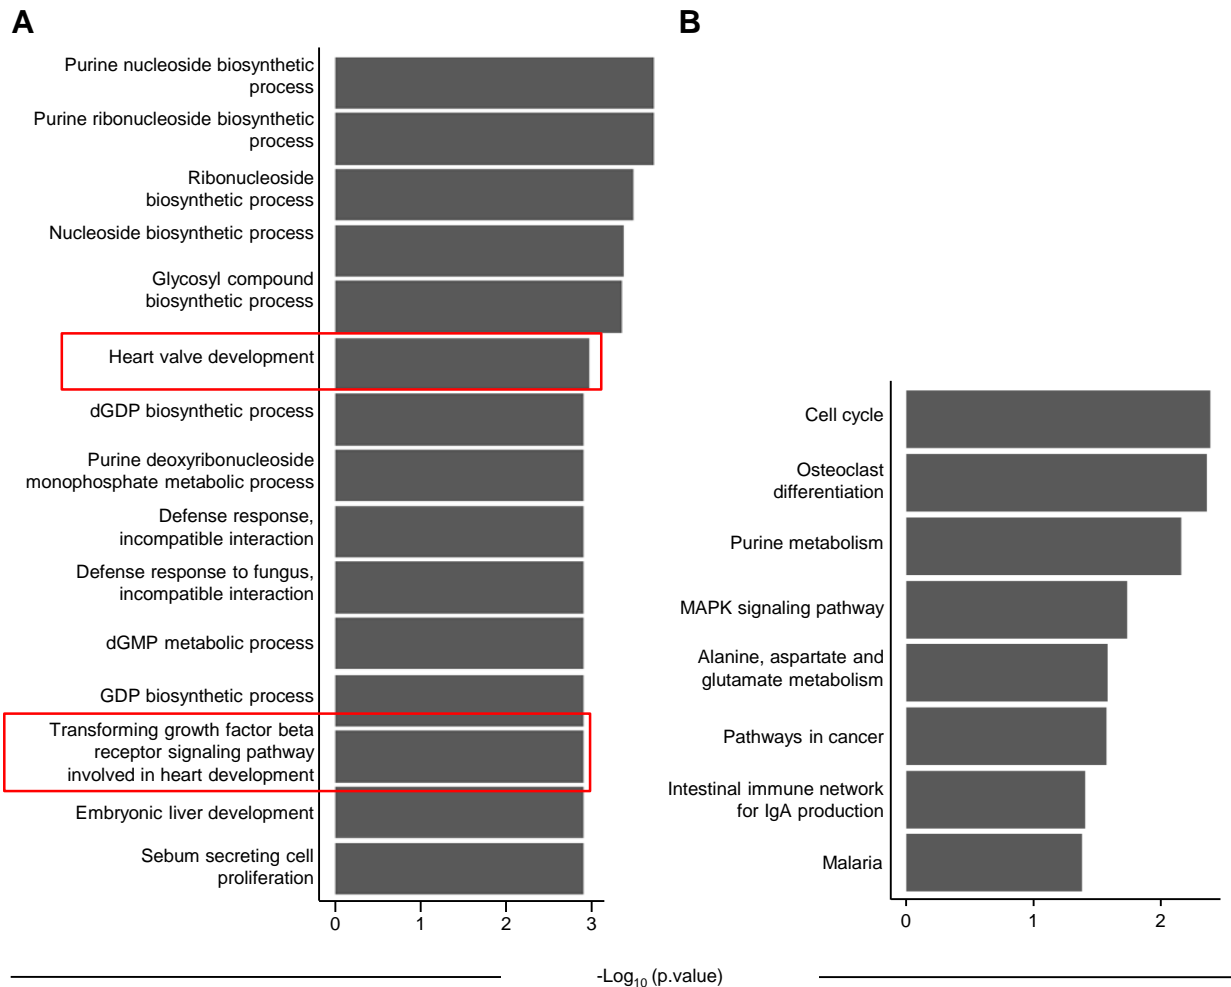 A
Purine nucleoside biosynthetic
process
Purine ribonucleoside biosynthetic
process
Ribonucleoside
biosynthetic process
Nucleoside biosynthetic process
Glycosyl compound
biosynthetic process
Heart valve development
dGDP biosynthetic process
Purine deoxyribonucleoside
monophosphate metabolic process
Defense response,
incompatible interaction
Defense response to fungus,
incompatible interaction
dGMP metabolic process
GDP biosynthetic process
Transforming growth factor beta
receptor signaling pathway
involved in heart development
Embryonic liver development
Sebum secreting cell
proliferation
0 1 2 3
B
Cell cycle
Osteoclast
differentiation
Purine metabolism
MAPK signaling pathway
Alanine, aspartate and
glutamate metabolism
Pathways in cancer
Intestinal immune network
for IgA production
Malaria
0 1 2
-Log₁₀ (p.value)